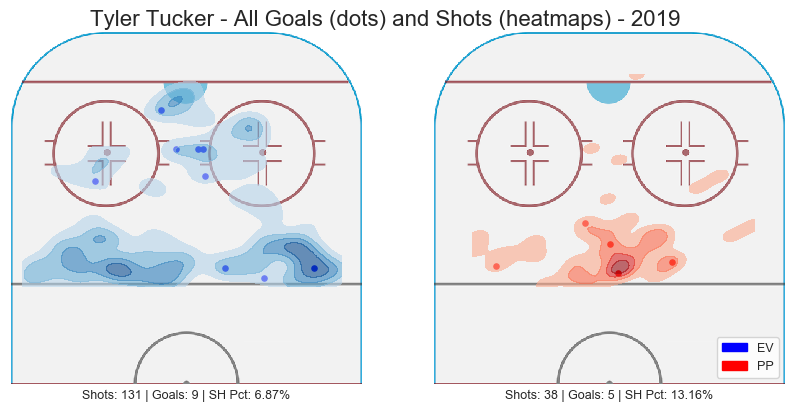 Tyler Tucker - All Goals (dots) and Shots (heatmaps) - 2019
EV
PP
Shots: 131 | Goals: 9 | SH Pct: 6.87%
Shots: 38 | Goals: 5 | SH Pct: 13.16%